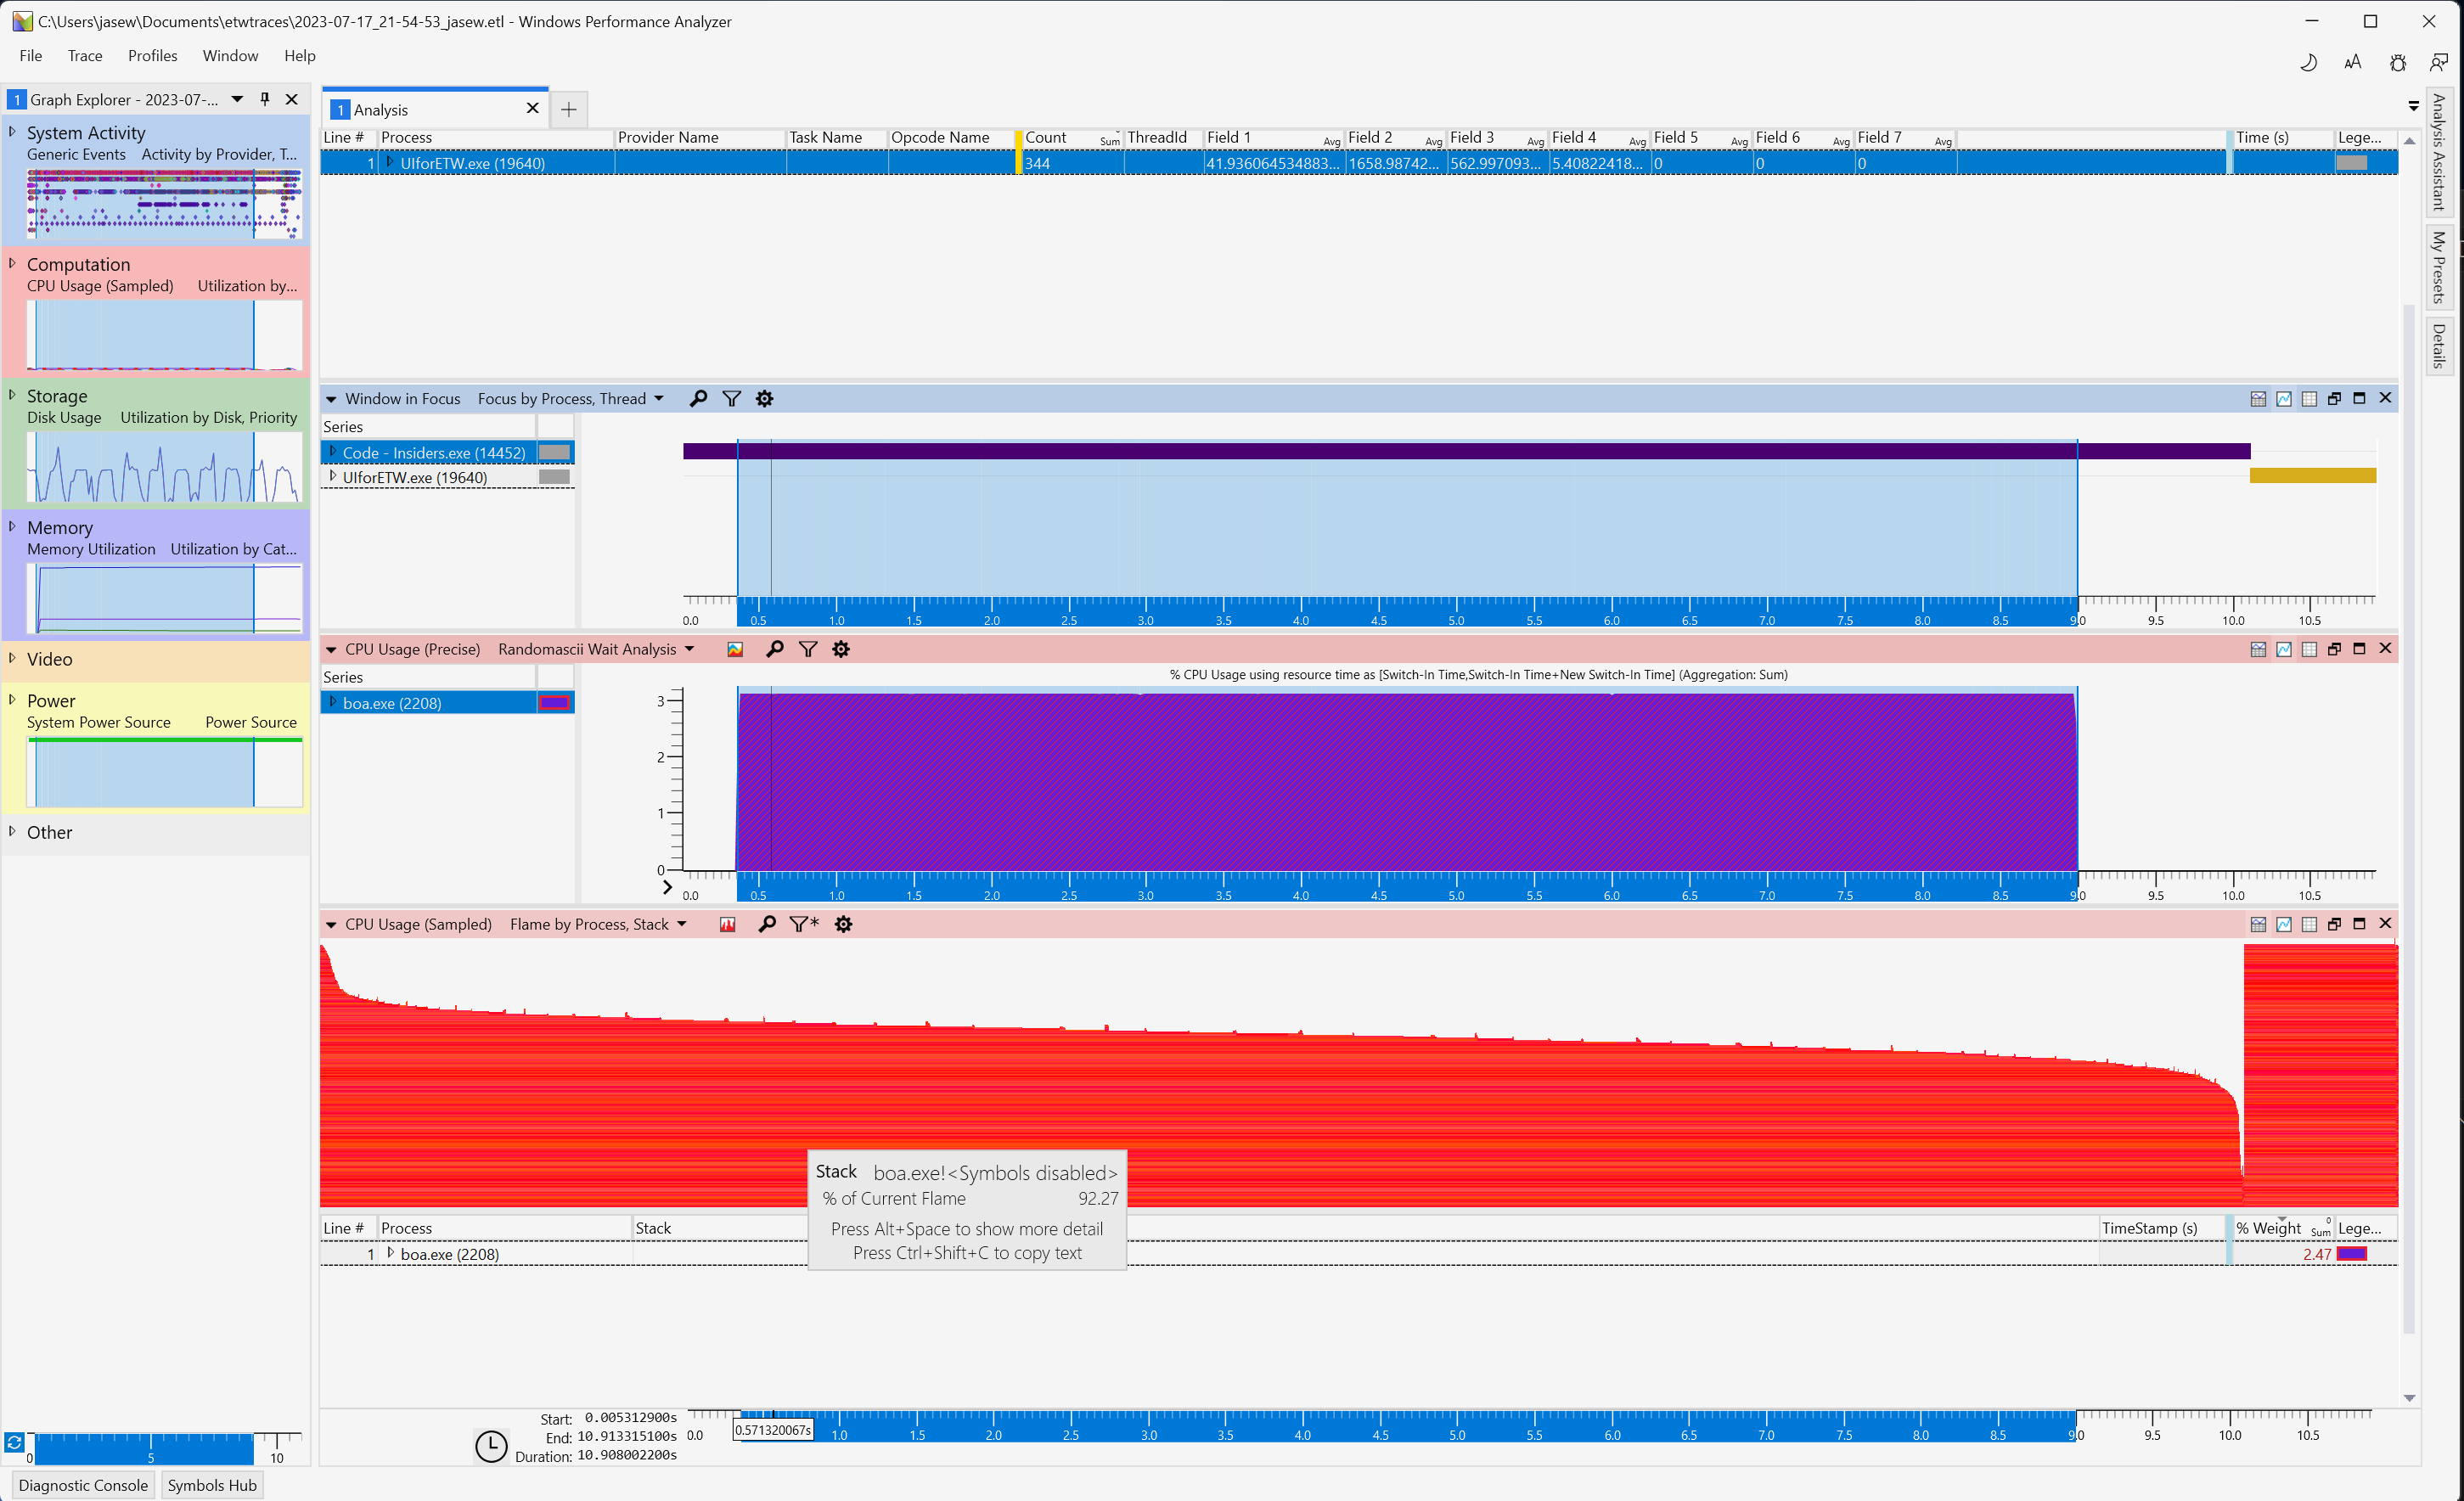 C:\Users\jasew\Documents\etwtraces\2023-07-17_21-54-53_jasew.etl - Windows Performance Analyzer
File Trace Profiles Window Help
1 Graph Explorer - 2023-07-...
1 Analysis
System Activity
Generic Events Activity by Provider, T...
Computation
CPU Usage (Sampled) Utilization by...
Storage
Disk Usage Utilization by Disk, Priority
Memory
Memory Utilization Utilization by Cat...
Video
Power
System Power Source Power Source
Other
0 5 10
Line # Process Provider Name Task Name Opcode Name Count Sum ThreadId Field 1 Avg Field 2 Avg Field 3 Avg Field 4 Avg Field 5 Avg Field 6 Avg Field 7 Avg Time (s) Lege...
1 UIforETW.exe (19640) 344 41.936064534883... 1658.98742... 562.997093... 5.40822418... 0 0 0
Window in Focus Focus by Process, Thread
Series
Code - Insiders.exe (14452)
UIforETW.exe (19640)
0.0 0.5 1.0 1.5 2.0 2.5 3.0 3.5 4.0 4.5 5.0 5.5 6.0 6.5 7.0 7.5 8.0 8.5 9.0 9.5 10.0 10.5
CPU Usage (Precise) Randomascii Wait Analysis
Series
boa.exe (2208)
% CPU Usage using resource time as [Switch-In Time,Switch-In Time+New Switch-In Time] (Aggregation: Sum)
3
2
1
0
0.0 0.5 1.0 1.5 2.0 2.5 3.0 3.5 4.0 4.5 5.0 5.5 6.0 6.5 7.0 7.5 8.0 8.5 9.0 9.5 10.0 10.5
CPU Usage (Sampled) Flame by Process, Stack
Stack boa.exe!<Symbols disabled>
% of Current Flame 92.27
Press Alt+Space to show more detail
Press Ctrl+Shift+C to copy text
Line # Process Stack TimeStamp (s) % Weight Sum 0 Lege...
1 boa.exe (2208) 2.47
Start: 0.005312900s
End: 10.913315100s
Duration: 10.908002200s
0.0 0.571320067s 1.0 1.5 2.0 2.5 3.0 3.5 4.0 4.5 5.0 5.5 6.0 6.5 7.0 7.5 8.0 8.5 9.0 9.5 10.0 10.5
Analysis Assistant
My Presets
Details
Diagnostic Console Symbols Hub